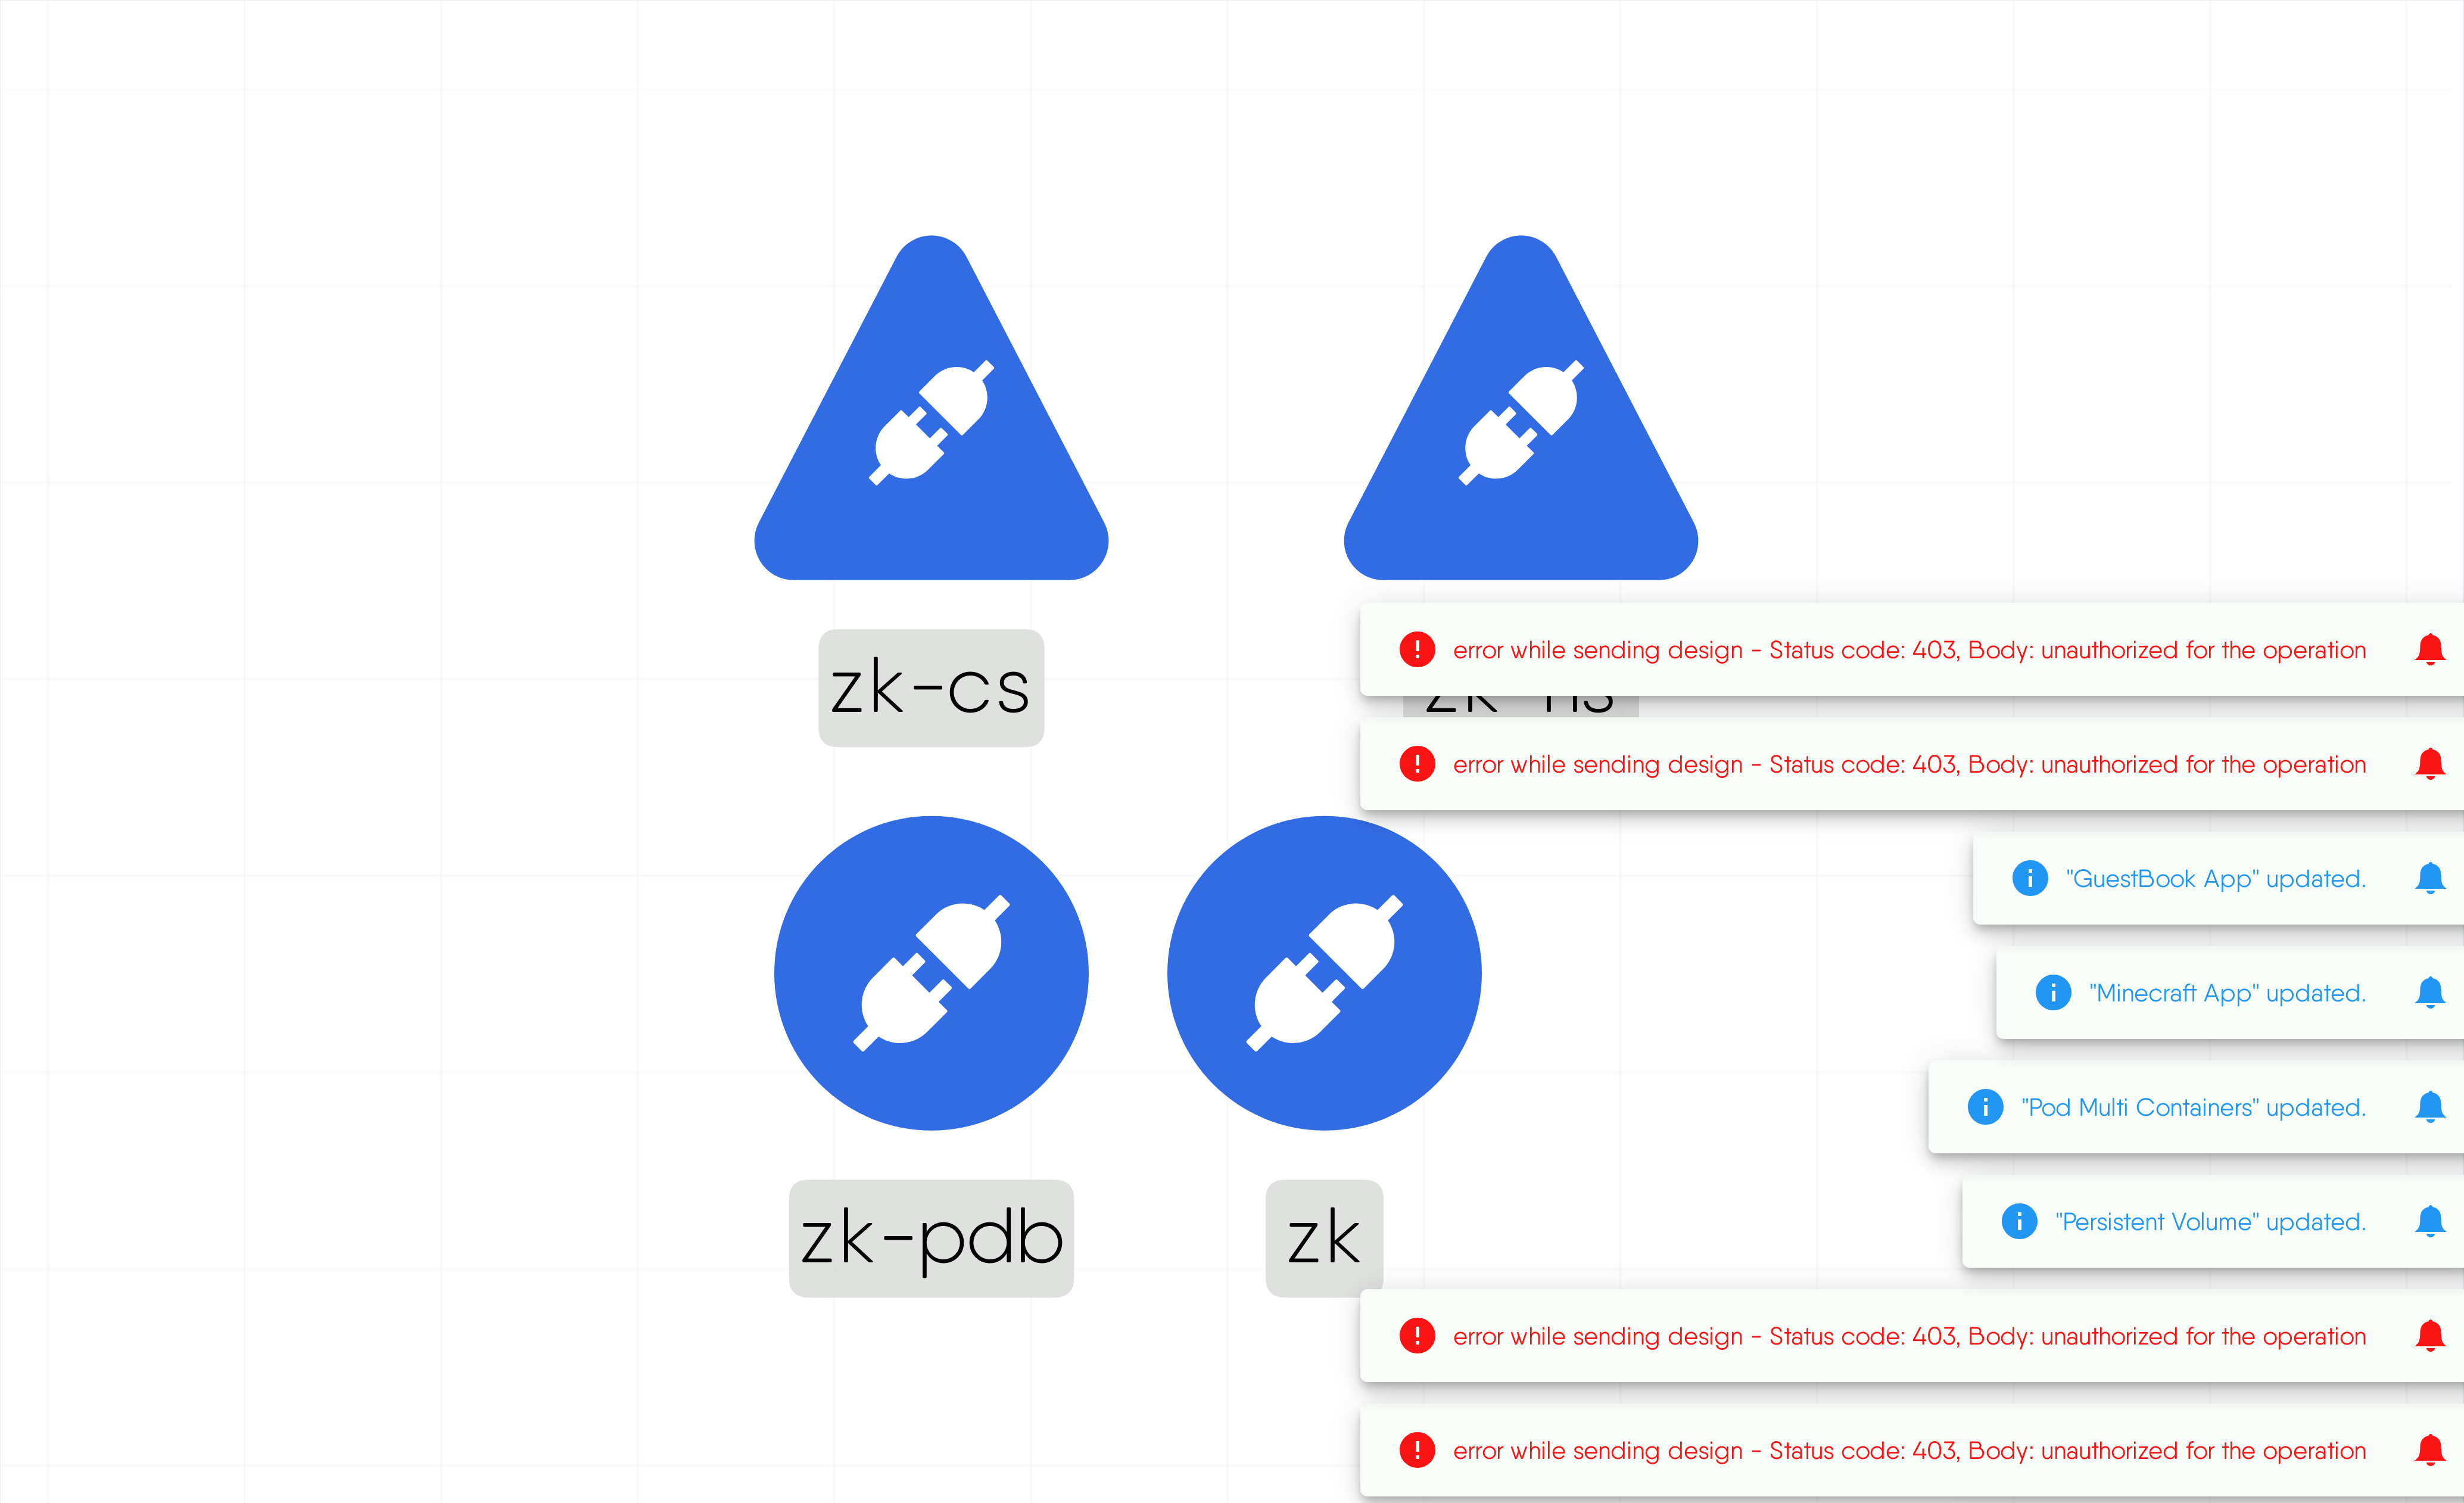 zk-cs
error while sending design - Status code: 403, Body: unauthorized for the operation
error while sending design - Status code: 403, Body: unauthorized for the operation
"GuestBook App" updated.
"Minecraft App" updated.
"Pod Multi Containers" updated.
"Persistent Volume" updated.
zk-pdb
zk
error while sending design - Status code: 403, Body: unauthorized for the operation
error while sending design - Status code: 403, Body: unauthorized for the operation